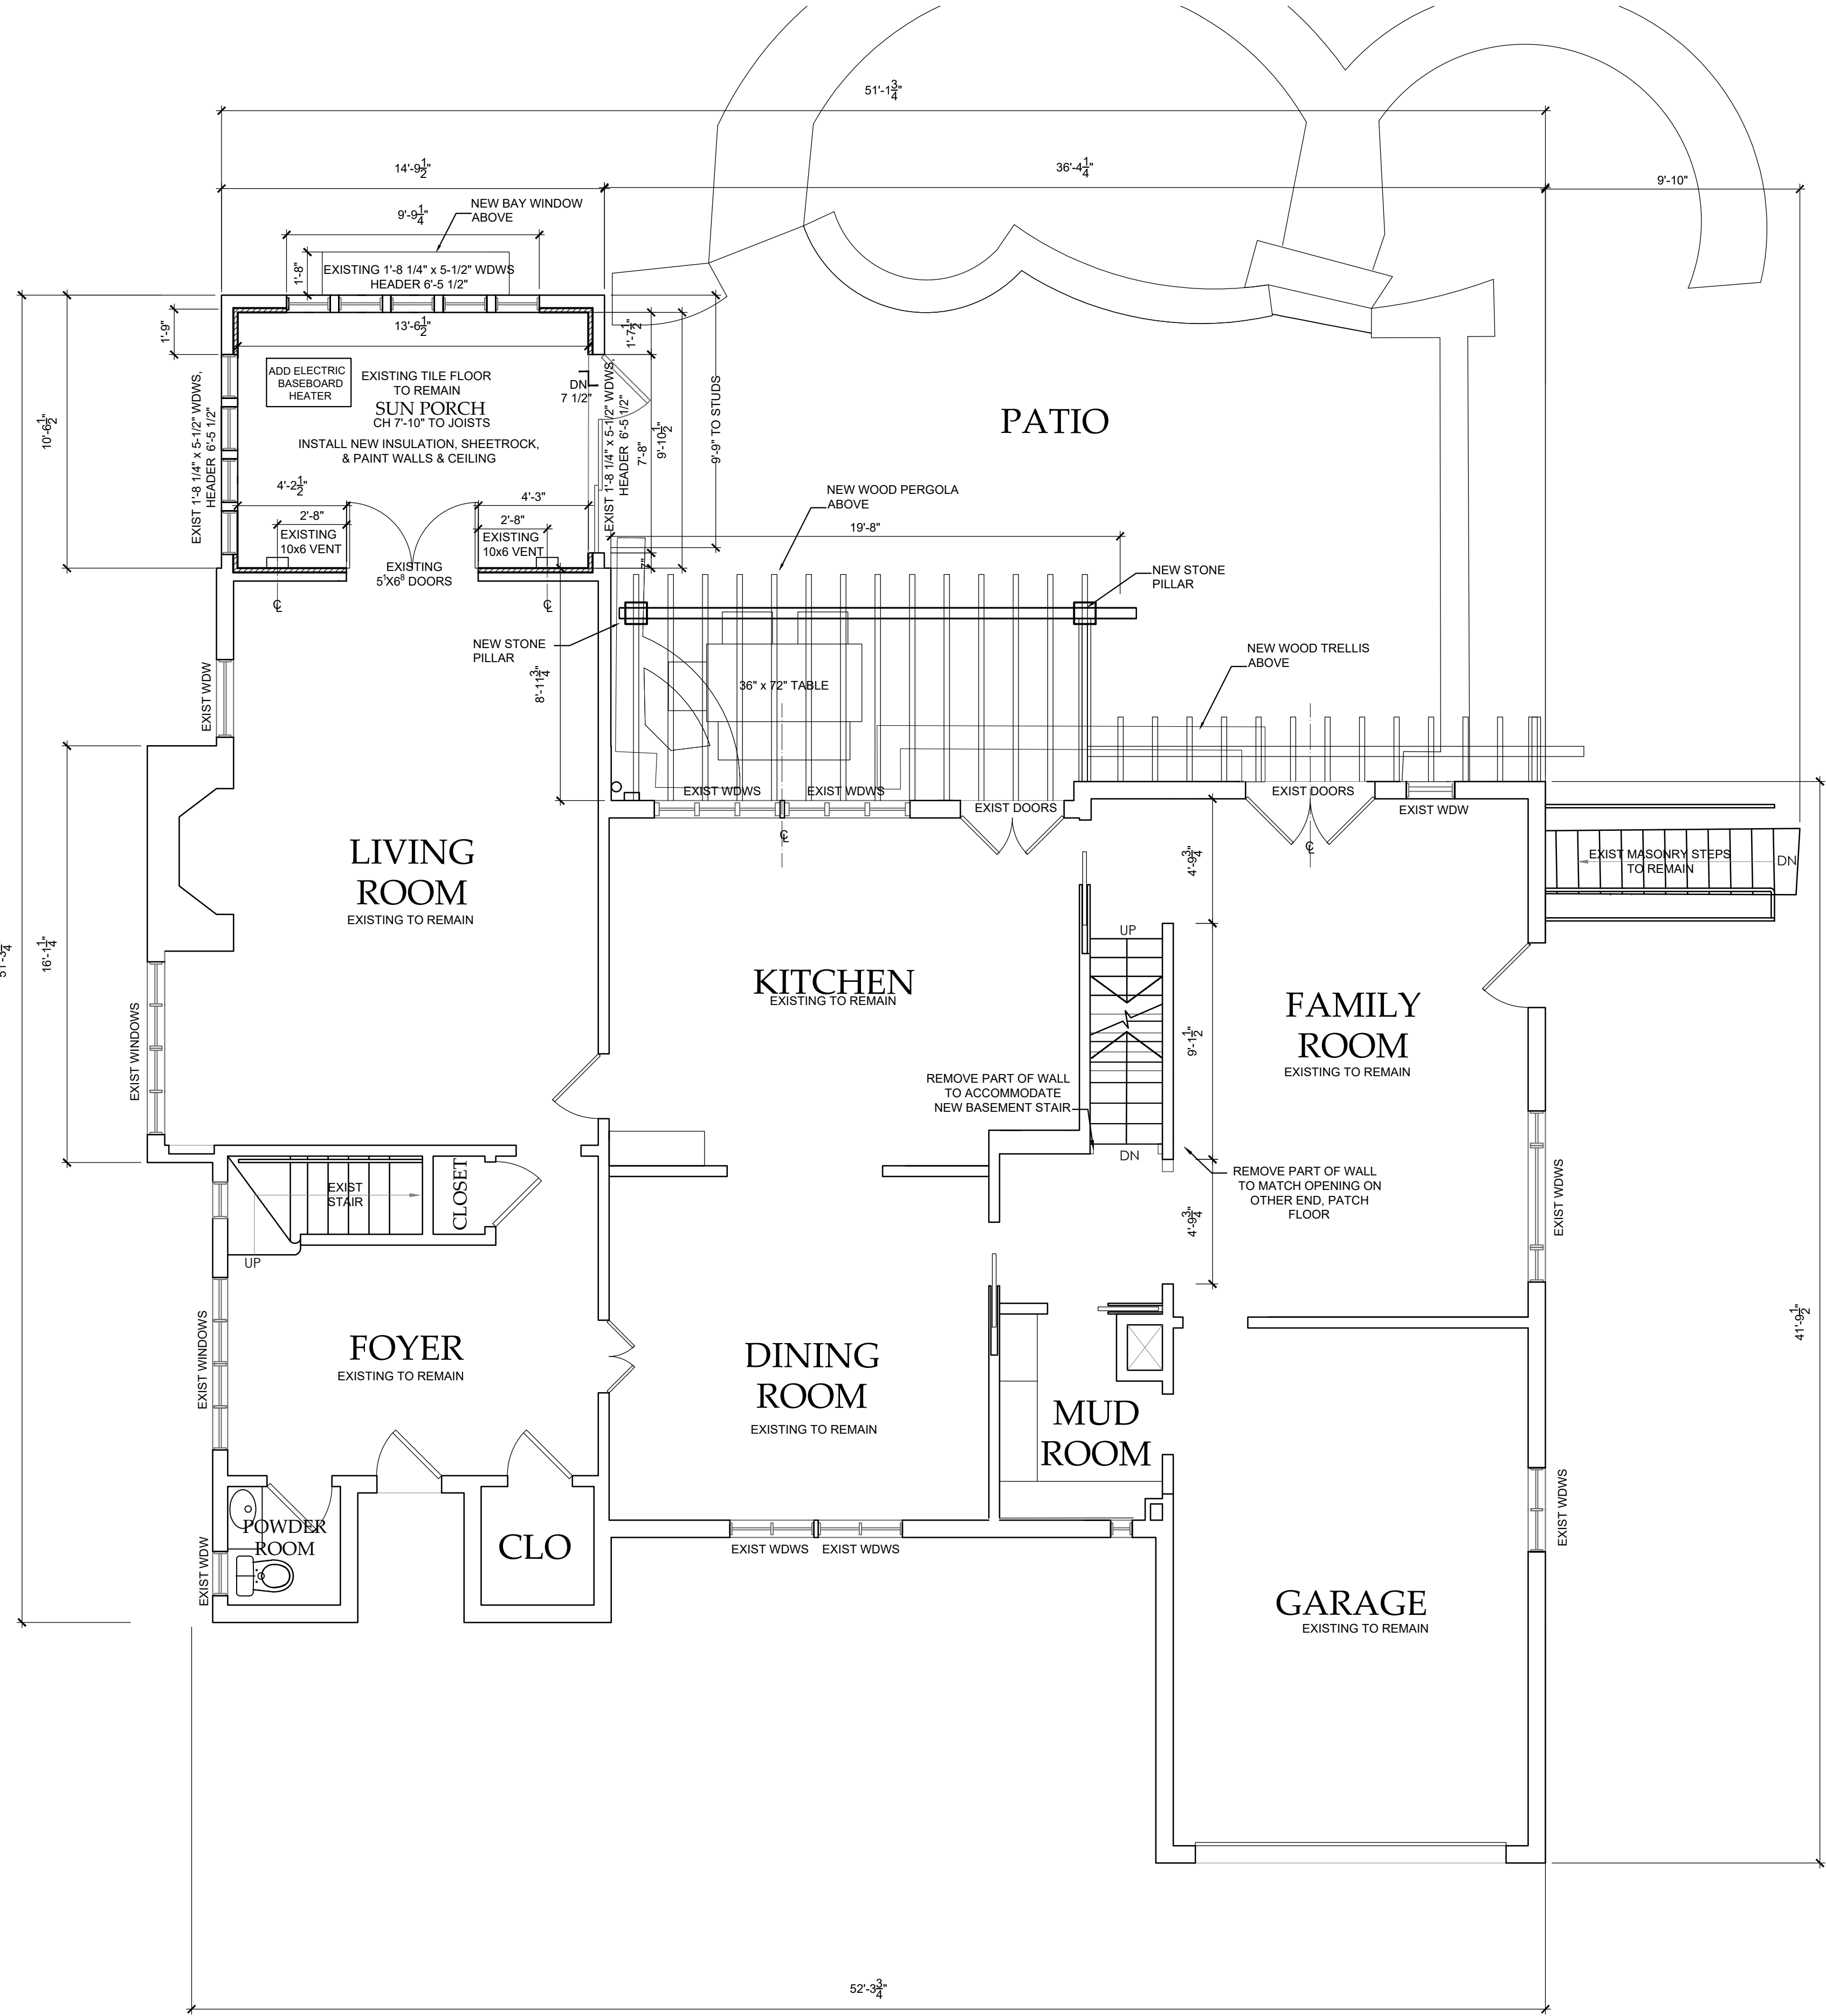 51'-1 3/4"
14'-9 1/2"
36'-4 1/4"
9'-10"
9'-9 1/4"
NEW BAY WINDOW
ABOVE
1'-8"
EXISTING 1'-8 1/4" x 5-1/2" WDWS
HEADER 6'-5 1/2"
1'-9"
13'-6 1/2"
1'-7 1/2"
ADD ELECTRIC
BASEBOARD
HEATER
EXISTING TILE FLOOR
TO REMAIN
SUN PORCH
CH 7'-10" TO JOISTS
INSTALL NEW INSULATION, SHEETROCK,
& PAINT WALLS & CEILING
DN
7 1/2"
EXIST 1'-8 1/4" x 5-1/2" WDWS,
HEADER 6'-5 1/2"
EXIST 1'-8 1/4" x 5-1/2" WDWS,
HEADER 6'-5 1/2"
7'-8"
9'-10 1/2"
9'-9" TO STUDS
10'-6 1/2"
PATIO
4'-2 1/2"
4'-3"
2'-8"
2'-8"
EXISTING
10x6 VENT
EXISTING
10x6 VENT
EXISTING
5¹X6⁸ DOORS
7"
CL
CL
NEW WOOD PERGOLA
ABOVE
19'-8"
NEW STONE
PILLAR
NEW STONE
PILLAR
NEW WOOD TRELLIS
ABOVE
36" x 72" TABLE
8'-11 3/4"
EXIST WDW
EXIST WDWS
EXIST WDWS
CL
EXIST DOORS
EXIST DOORS
CL
EXIST WDW
EXIST MASONRY STEPS
TO REMAIN
DN
LIVING
ROOM
EXISTING TO REMAIN
4'-9 3/4"
UP
51'-3 3/4"
16'-1 1/4"
KITCHEN
EXISTING TO REMAIN
FAMILY
ROOM
EXISTING TO REMAIN
9'-1 1/2"
EXIST WINDOWS
REMOVE PART OF WALL
TO ACCOMMODATE
NEW BASEMENT STAIR
DN
REMOVE PART OF WALL
TO MATCH OPENING ON
OTHER END, PATCH
FLOOR
4'-9 3/4"
EXIST WDWS
EXIST
STAIR
CLOSET
UP
41'-9 1/2"
FOYER
EXISTING TO REMAIN
EXIST WINDOWS
DINING
ROOM
EXISTING TO REMAIN
MUD
ROOM
EXIST WDWS
POWDER
ROOM
EXIST WDW
CLO
EXIST WDWS
EXIST WDWS
GARAGE
EXISTING TO REMAIN
52'-3 3/4"